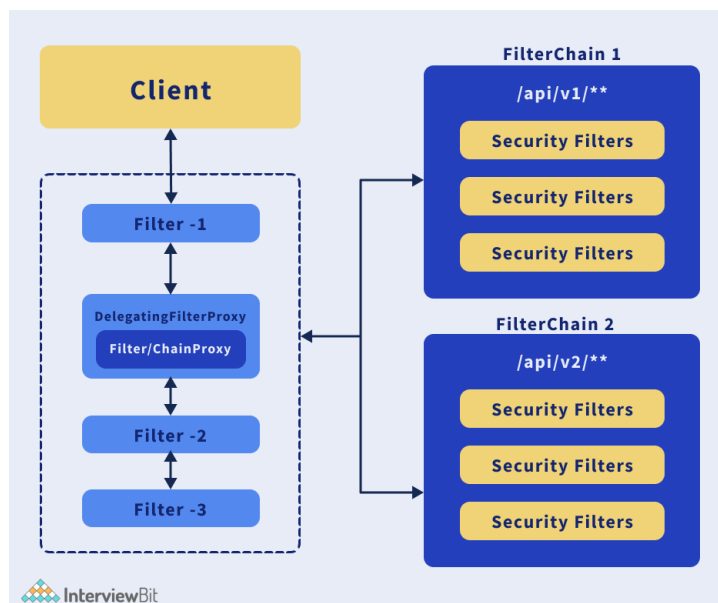 Client
Filter -1
DelegatingFilterProxy
Filter/ChainProxy
Filter -2
Filter -3
FilterChain 1
/api/v1/**
Security Filters
Security Filters
Security Filters
FilterChain 2
/api/v2/**
Security Filters
Security Filters
Security Filters
InterviewBit